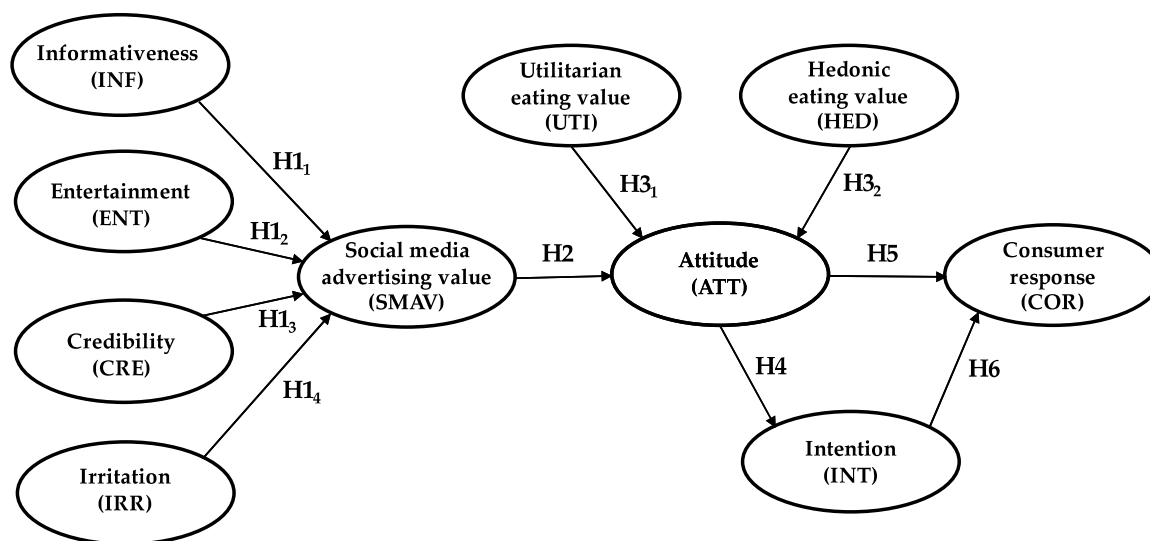 Informativeness
(INF)
Entertainment
(ENT)
Credibility
(CRE)
Irritation
(IRR)
H1₁
H1₂
H1₃
H1₄
Social media
advertising value
(SMAV)
H2
Utilitarian
eating value
(UTI)
Hedonic
eating value
(HED)
H3₁
H3₂
Attitude
(ATT)
H5
Consumer
response
(COR)
H4
H6
Intention
(INT)